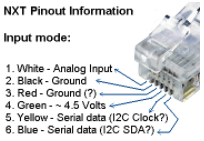 NXT Pinout Information
Input mode:
1. White - Analog Input
2. Black - Ground
3. Red - Ground (?)
4. Green - ~ 4.5 Volts
5. Yellow - Serial data (I2C Clock?)
6. Blue - Serial data (I2C SDA?)